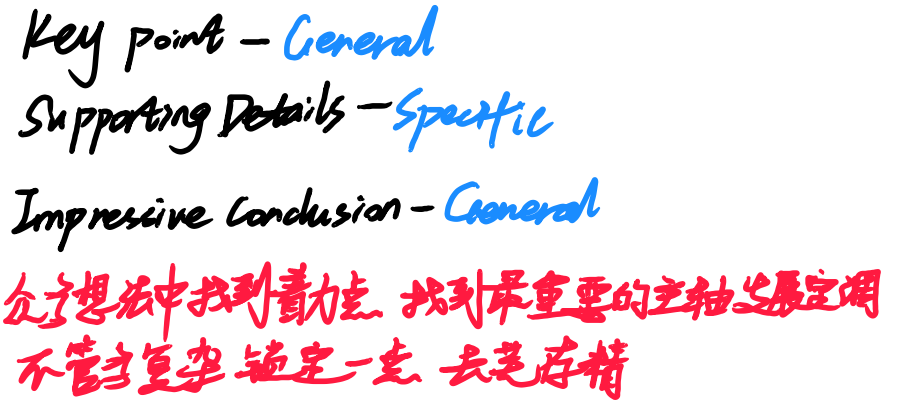 Key point - General
Supporting Details - Specific
Impressive Conclusion - General
众多想法中找到着力点 找到最重要的主轴发展定调
不管多复杂 锁定一点 去芜存精